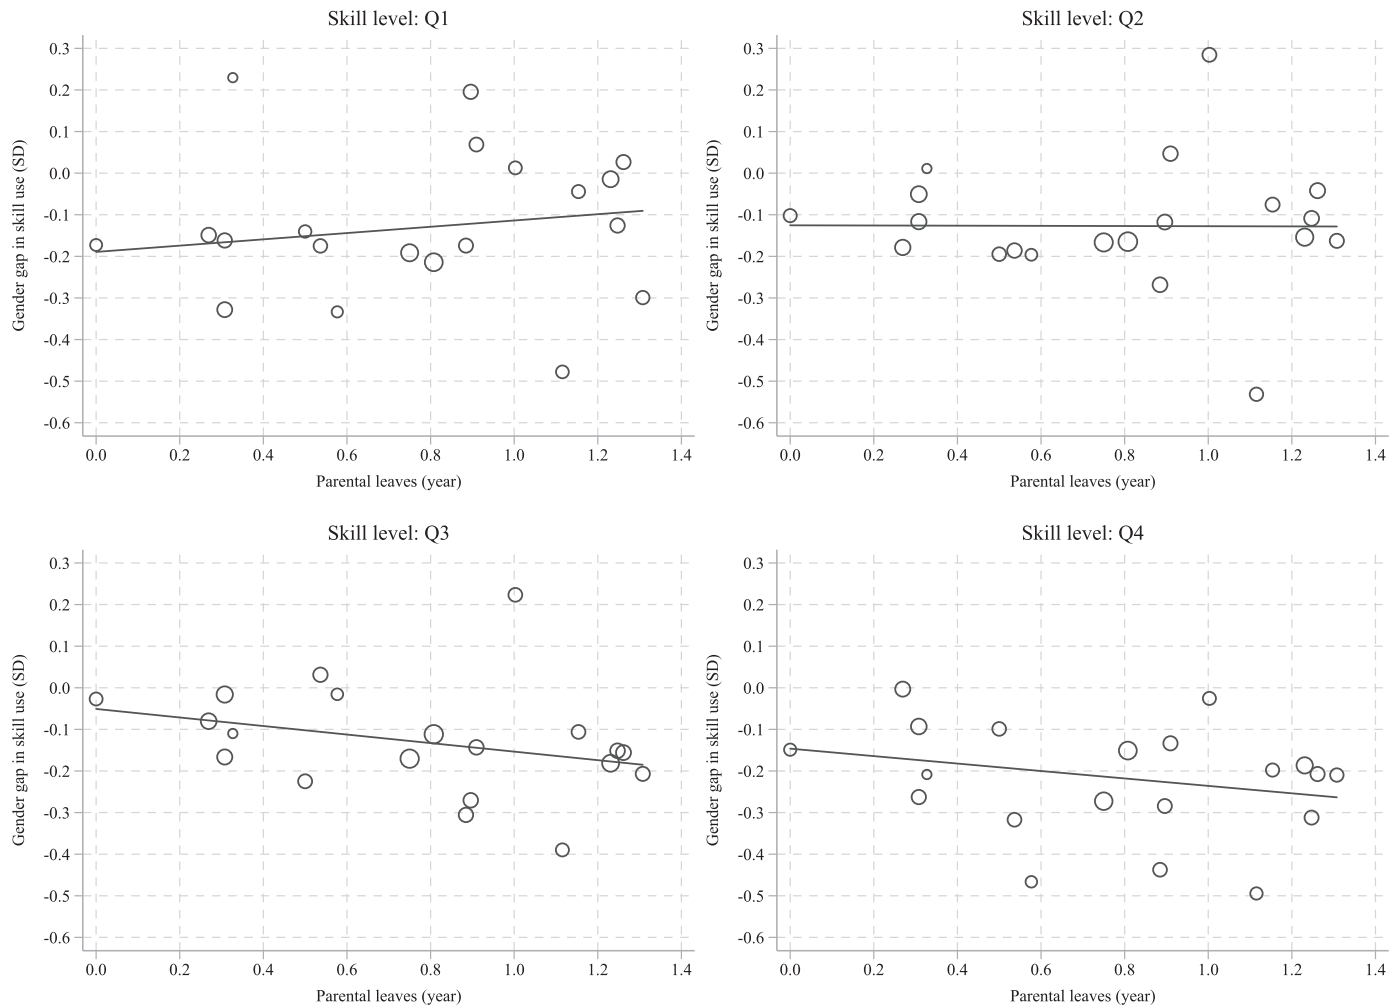 Skill level: Q1
0.3
0.2
0.1
0.0
-0.1
-0.2
-0.3
-0.4
-0.5
-0.6
Gender gap in skill use (SD)
0.0 0.2 0.4 0.6 0.8 1.0 1.2 1.4
Parental leaves (year)
Skill level: Q2
0.3
0.2
0.1
0.0
-0.1
-0.2
-0.3
-0.4
-0.5
-0.6
Gender gap in skill use (SD)
0.0 0.2 0.4 0.6 0.8 1.0 1.2 1.4
Parental leaves (year)
Skill level: Q3
0.3
0.2
0.1
0.0
-0.1
-0.2
-0.3
-0.4
-0.5
-0.6
Gender gap in skill use (SD)
0.0 0.2 0.4 0.6 0.8 1.0 1.2 1.4
Parental leaves (year)
Skill level: Q4
0.3
0.2
0.1
0.0
-0.1
-0.2
-0.3
-0.4
-0.5
-0.6
Gender gap in skill use (SD)
0.0 0.2 0.4 0.6 0.8 1.0 1.2 1.4
Parental leaves (year)